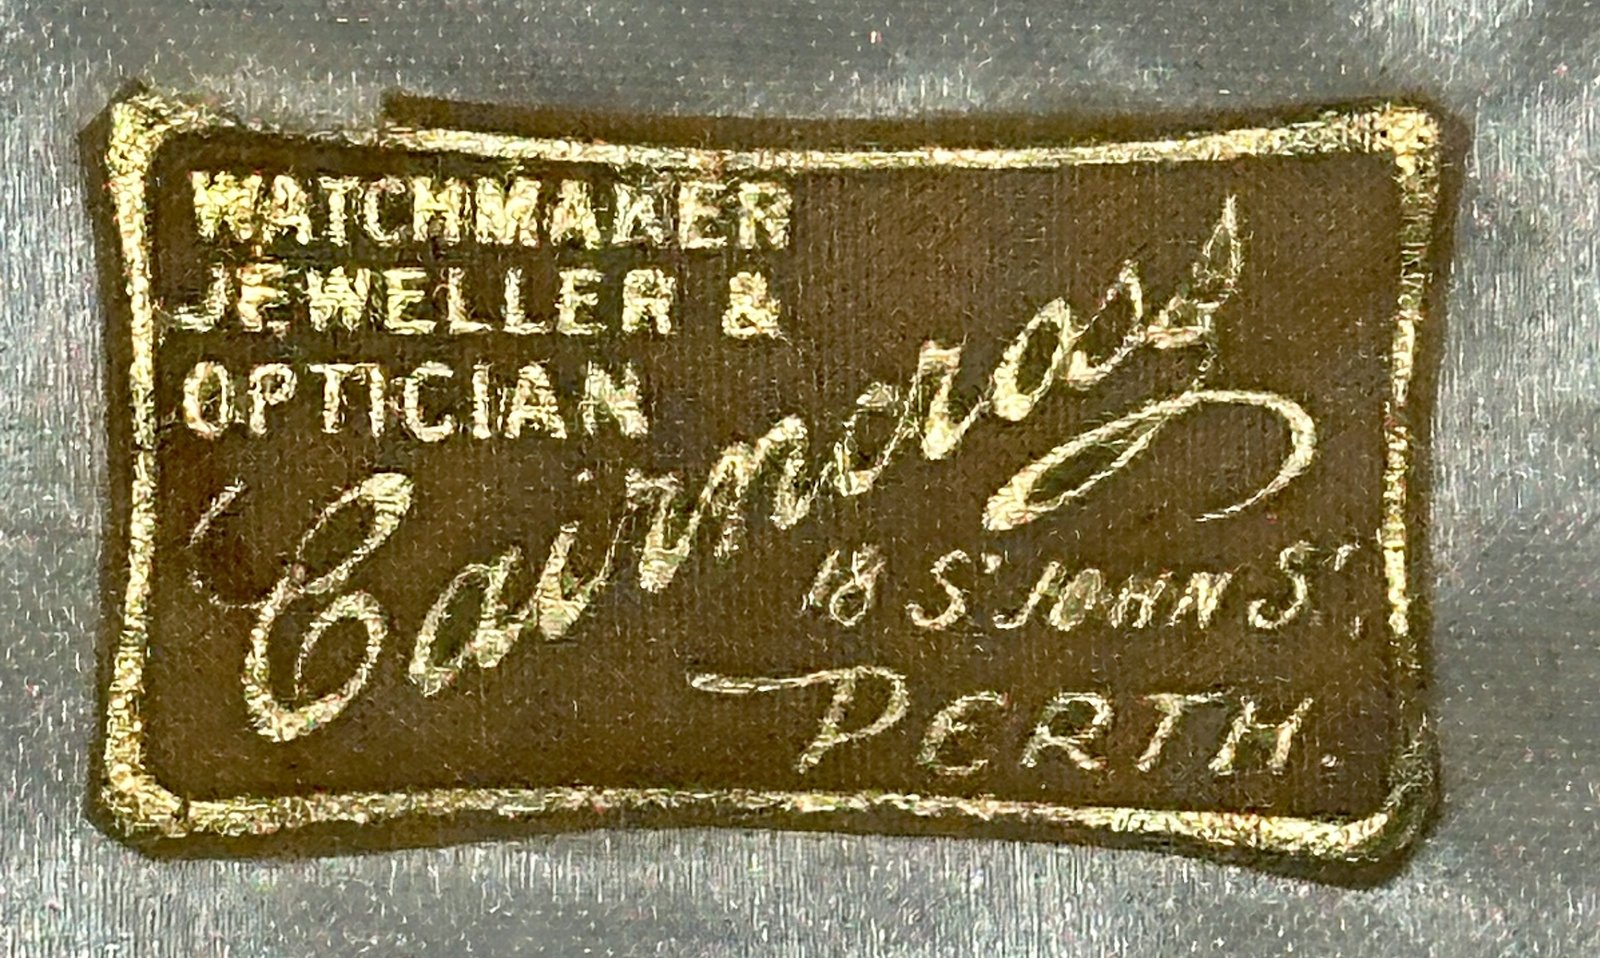 WATCHMAKER
JEWELLER &
OPTICIAN
Cairncross
18 St JOHN St,
PERTH.